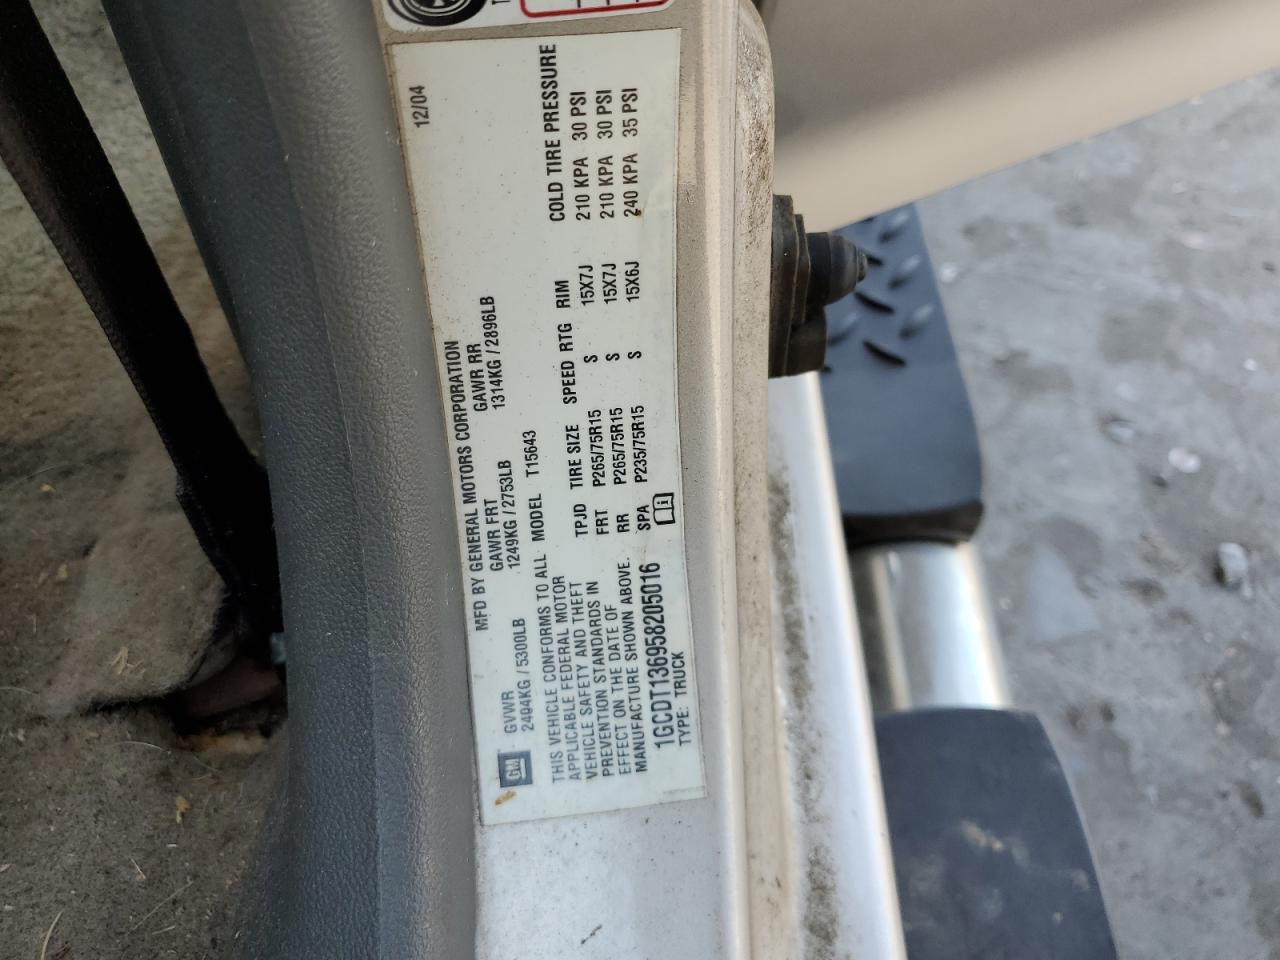 12/04
MFD BY GENERAL MOTORS CORPORATION
GVWR GAWR FRT GAWR RR
2404KG / 5300LB 1249KG / 2753LB 1314KG / 2896LB
GM
THIS VEHICLE CONFORMS TO ALL MODEL T15643
APPLICABLE FEDERAL MOTOR
VEHICLE SAFETY AND THEFT
PREVENTION STANDARDS IN
EFFECT ON THE DATE OF
MANUFACTURE SHOWN ABOVE.
1GCDT136958205016
TYPE: TRUCK
TPJD TIRE SIZE SPEED RTG RIM COLD TIRE PRESSURE
FRT P265/75R15 S 15X7J 210 KPA 30 PSI
RR P265/75R15 S 15X7J 210 KPA 30 PSI
SPA P235/75R15 S 15X6J 240 KPA 35 PSI